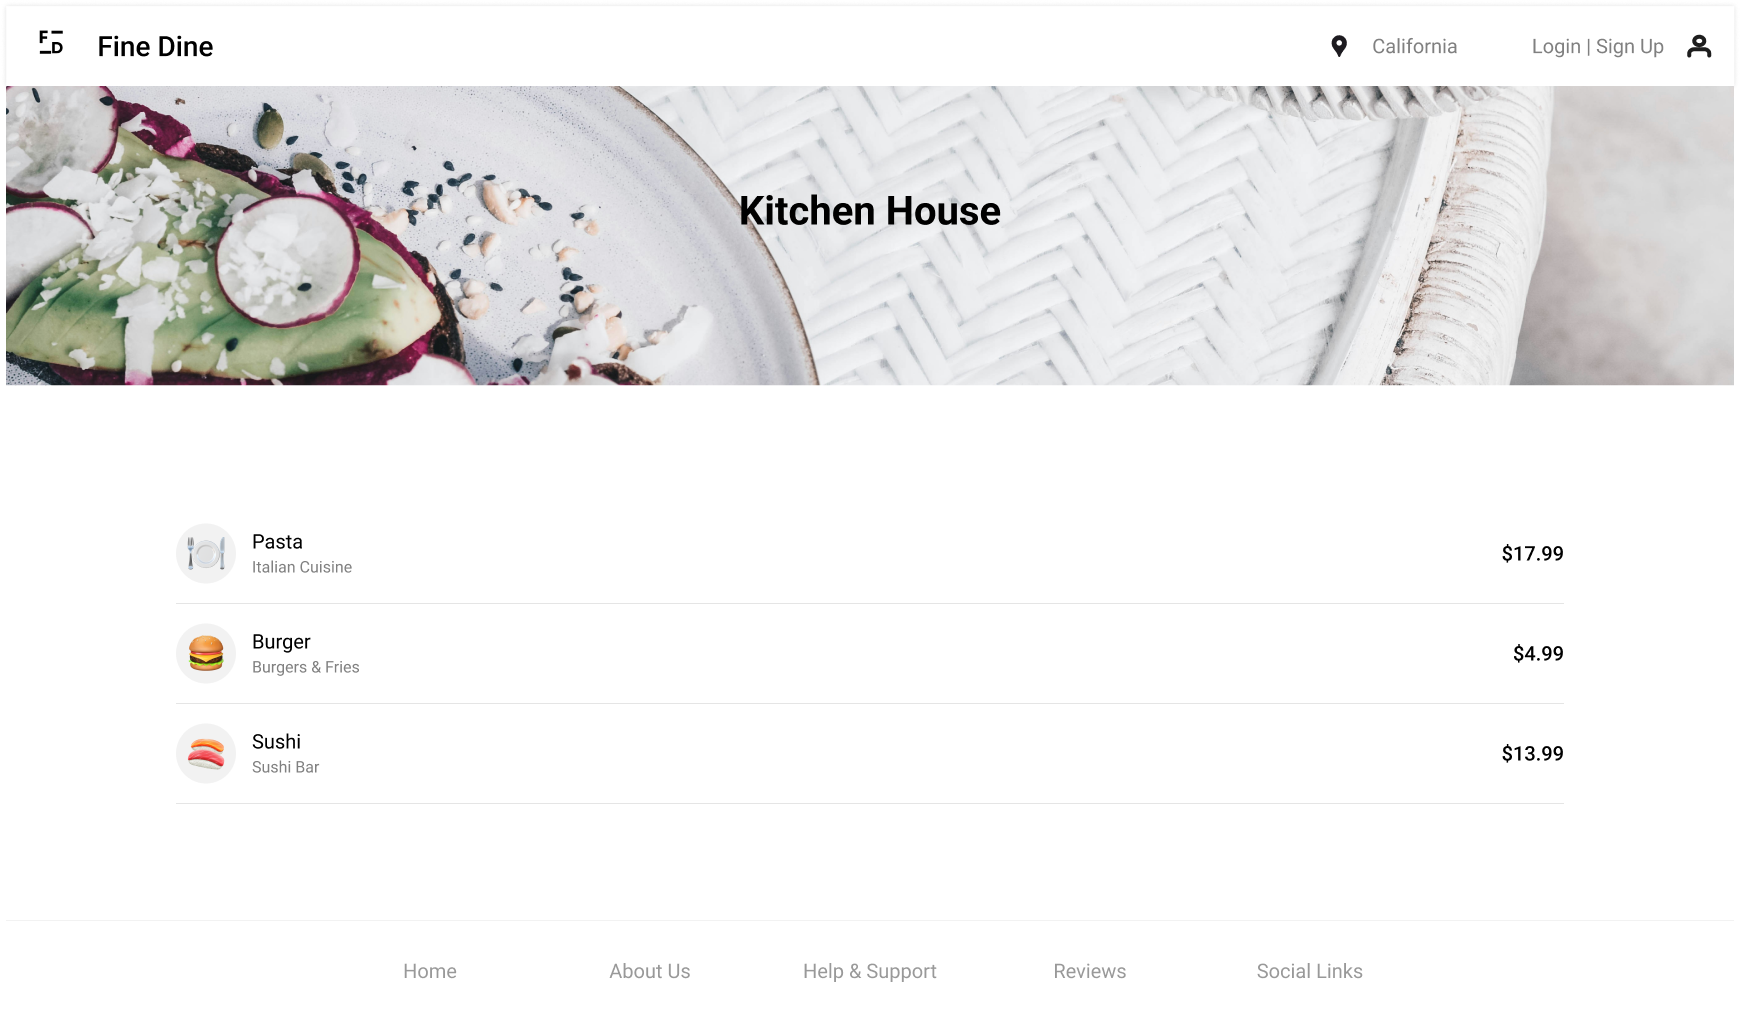 F
D
Fine Dine
California
Login | Sign Up
Kitchen House
Pasta
Italian Cuisine
$17.99
Burger
Burgers & Fries
$4.99
Sushi
Sushi Bar
$13.99
Home
About Us
Help & Support
Reviews
Social Links